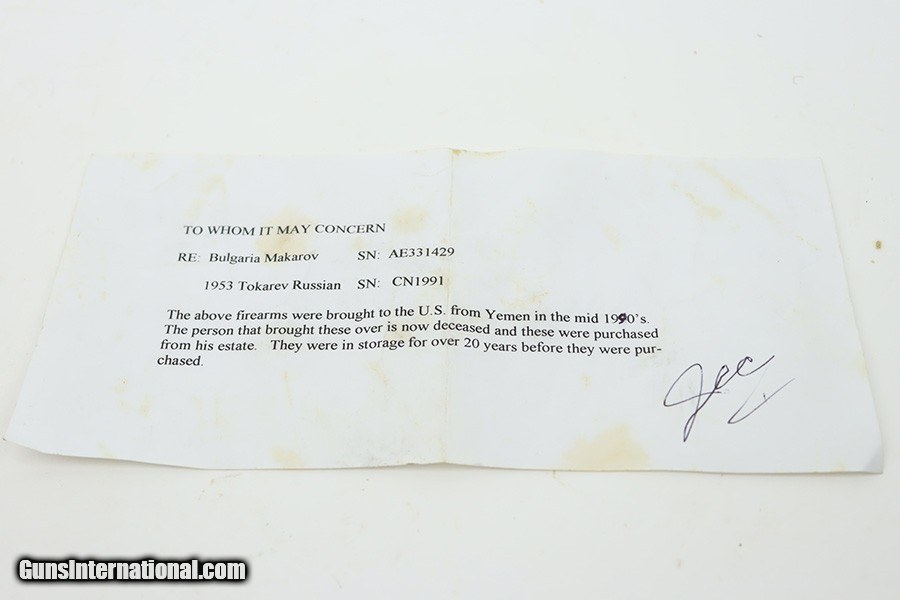 TO WHOM IT MAY CONCERN
RE: Bulgaria Makarov SN: AE331429
1953 Tokarev Russian SN: CN1991
The above firearms were brought to the U.S. from Yemen in the mid 1990's.
The person that brought these over is now deceased and these were purchased
from his estate. They were in storage for over 20 years before they were pur-
chased.
GunsInternational.com